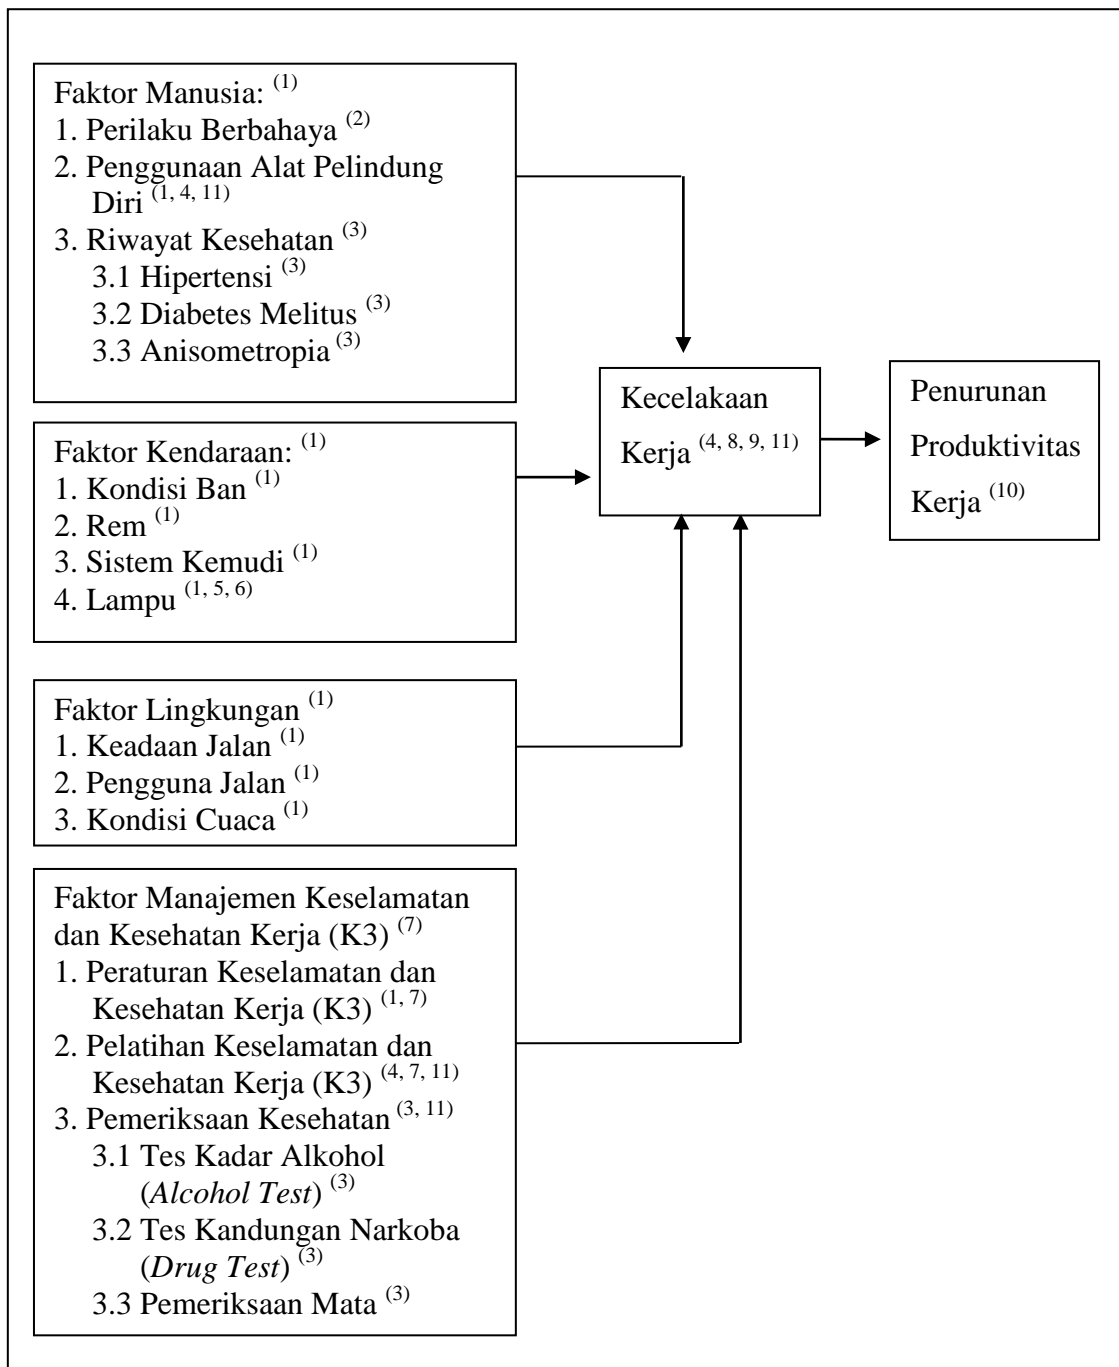 Faktor Manusia: (1)
1. Perilaku Berbahaya (2)
2. Penggunaan Alat Pelindung
Diri (1, 4, 11)
3. Riwayat Kesehatan (3)
3.1 Hipertensi (3)
3.2 Diabetes Melitus (3)
3.3 Anisometropia (3)
Faktor Kendaraan: (1)
1. Kondisi Ban (1)
2. Rem (1)
3. Sistem Kemudi (1)
4. Lampu (1, 5, 6)
Faktor Lingkungan (1)
1. Keadaan Jalan (1)
2. Pengguna Jalan (1)
3. Kondisi Cuaca (1)
Faktor Manajemen Keselamatan
dan Kesehatan Kerja (K3) (7)
1. Peraturan Keselamatan dan
Kesehatan Kerja (K3) (1, 7)
2. Pelatihan Keselamatan dan
Kesehatan Kerja (K3) (4, 7, 11)
3. Pemeriksaan Kesehatan (3, 11)
3.1 Tes Kadar Alkohol
(Alcohol Test) (3)
3.2 Tes Kandungan Narkoba
(Drug Test) (3)
3.3 Pemeriksaan Mata (3)
Kecelakaan
Kerja (4, 8, 9, 11)
Penurunan
Produktivitas
Kerja (10)